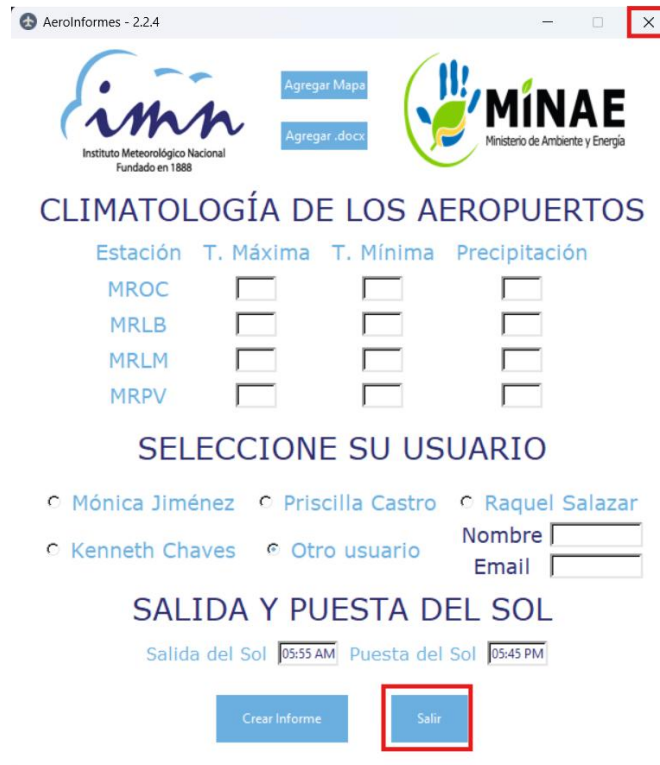 AeroInformes - 2.2.4
imn
Instituto Meteorológico Nacional
Fundado en 1888
Agregar Mapa
Agregar .docx
MINAE
Ministerio de Ambiente y Energía
CLIMATOLOGÍA DE LOS AEROPUERTOS
Estación T. Máxima T. Mínima Precipitación
MROC
MRLB
MRLM
MRPV
SELECCIONE SU USUARIO
Mónica Jiménez Priscilla Castro Raquel Salazar
Kenneth Chaves Otro usuario
Nombre
Email
SALIDA Y PUESTA DEL SOL
Salida del Sol 05:55 AM Puesta del Sol 05:45 PM
Crear Informe Salir